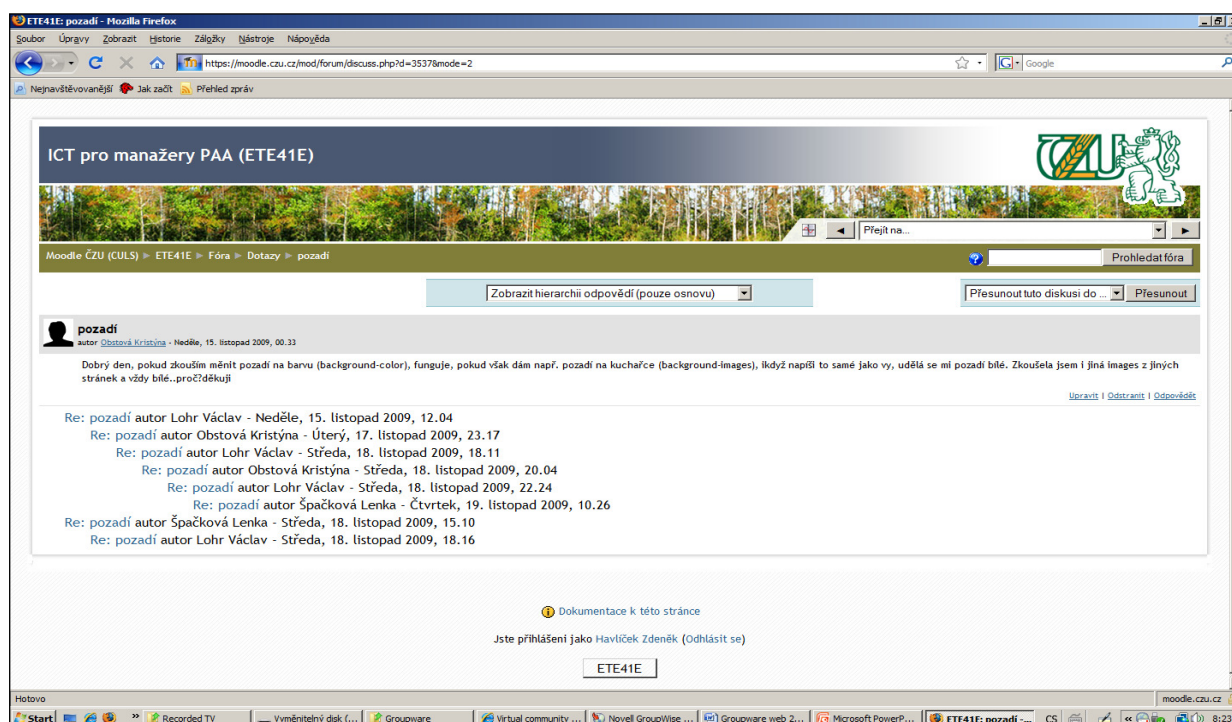 ETE41E: pozadí - Mozilla Firefox
Soubor Úpravy Zobrazit Historie Záložky Nástroje Nápověda
https://moodle.czu.cz/mod/forum/discuss.php?d=3537&mode=2
Google
Nejnavštěvovanější Jak začít Přehled zpráv
ICT pro manažery PAA (ETE41E)
ČZU
Přejít na...
Moodle ČZU (CULS) ► ETE41E ► Fóra ► Dotazy ► pozadí
Prohledat fóra
Zobrazit hierarchii odpovědí (pouze osnovu)
Přesunout tuto diskusi do ... Přesunout
pozadí
autor Obstová Kristýna - Neděle, 15. listopad 2009, 00.33
Dobrý den, pokud zkouším měnit pozadí na barvu (background-color), funguje, pokud však dám např. pozadí na kuchařce (background-images), ikdyž napíši to samé jako vy, udělá se mi pozadí bílé. Zkoušela jsem i jiná images z jiných
stránek a vždy bílé..proč?děkuji
Upravit | Odstranit | Odpovědět
Re: pozadí autor Lohr Václav - Neděle, 15. listopad 2009, 12.04
Re: pozadí autor Obstová Kristýna - Úterý, 17. listopad 2009, 23.17
Re: pozadí autor Lohr Václav - Středa, 18. listopad 2009, 18.11
Re: pozadí autor Obstová Kristýna - Středa, 18. listopad 2009, 20.04
Re: pozadí autor Lohr Václav - Středa, 18. listopad 2009, 22.24
Re: pozadí autor Špačková Lenka - Čtvrtek, 19. listopad 2009, 10.26
Re: pozadí autor Špačková Lenka - Středa, 18. listopad 2009, 15.10
Re: pozadí autor Lohr Václav - Středa, 18. listopad 2009, 18.16
Dokumentace k této stránce
Jste přihlášeni jako Havlíček Zdeněk (Odhlásit se)
ETE41E
Hotovo
moodle.czu.cz
Start » Recorded TV Vyměnitelný disk (... Groupware Virtual community ... Novell GroupWise ... Groupware web 2... Microsoft PowerP... ETE41E: pozadí -... CS «